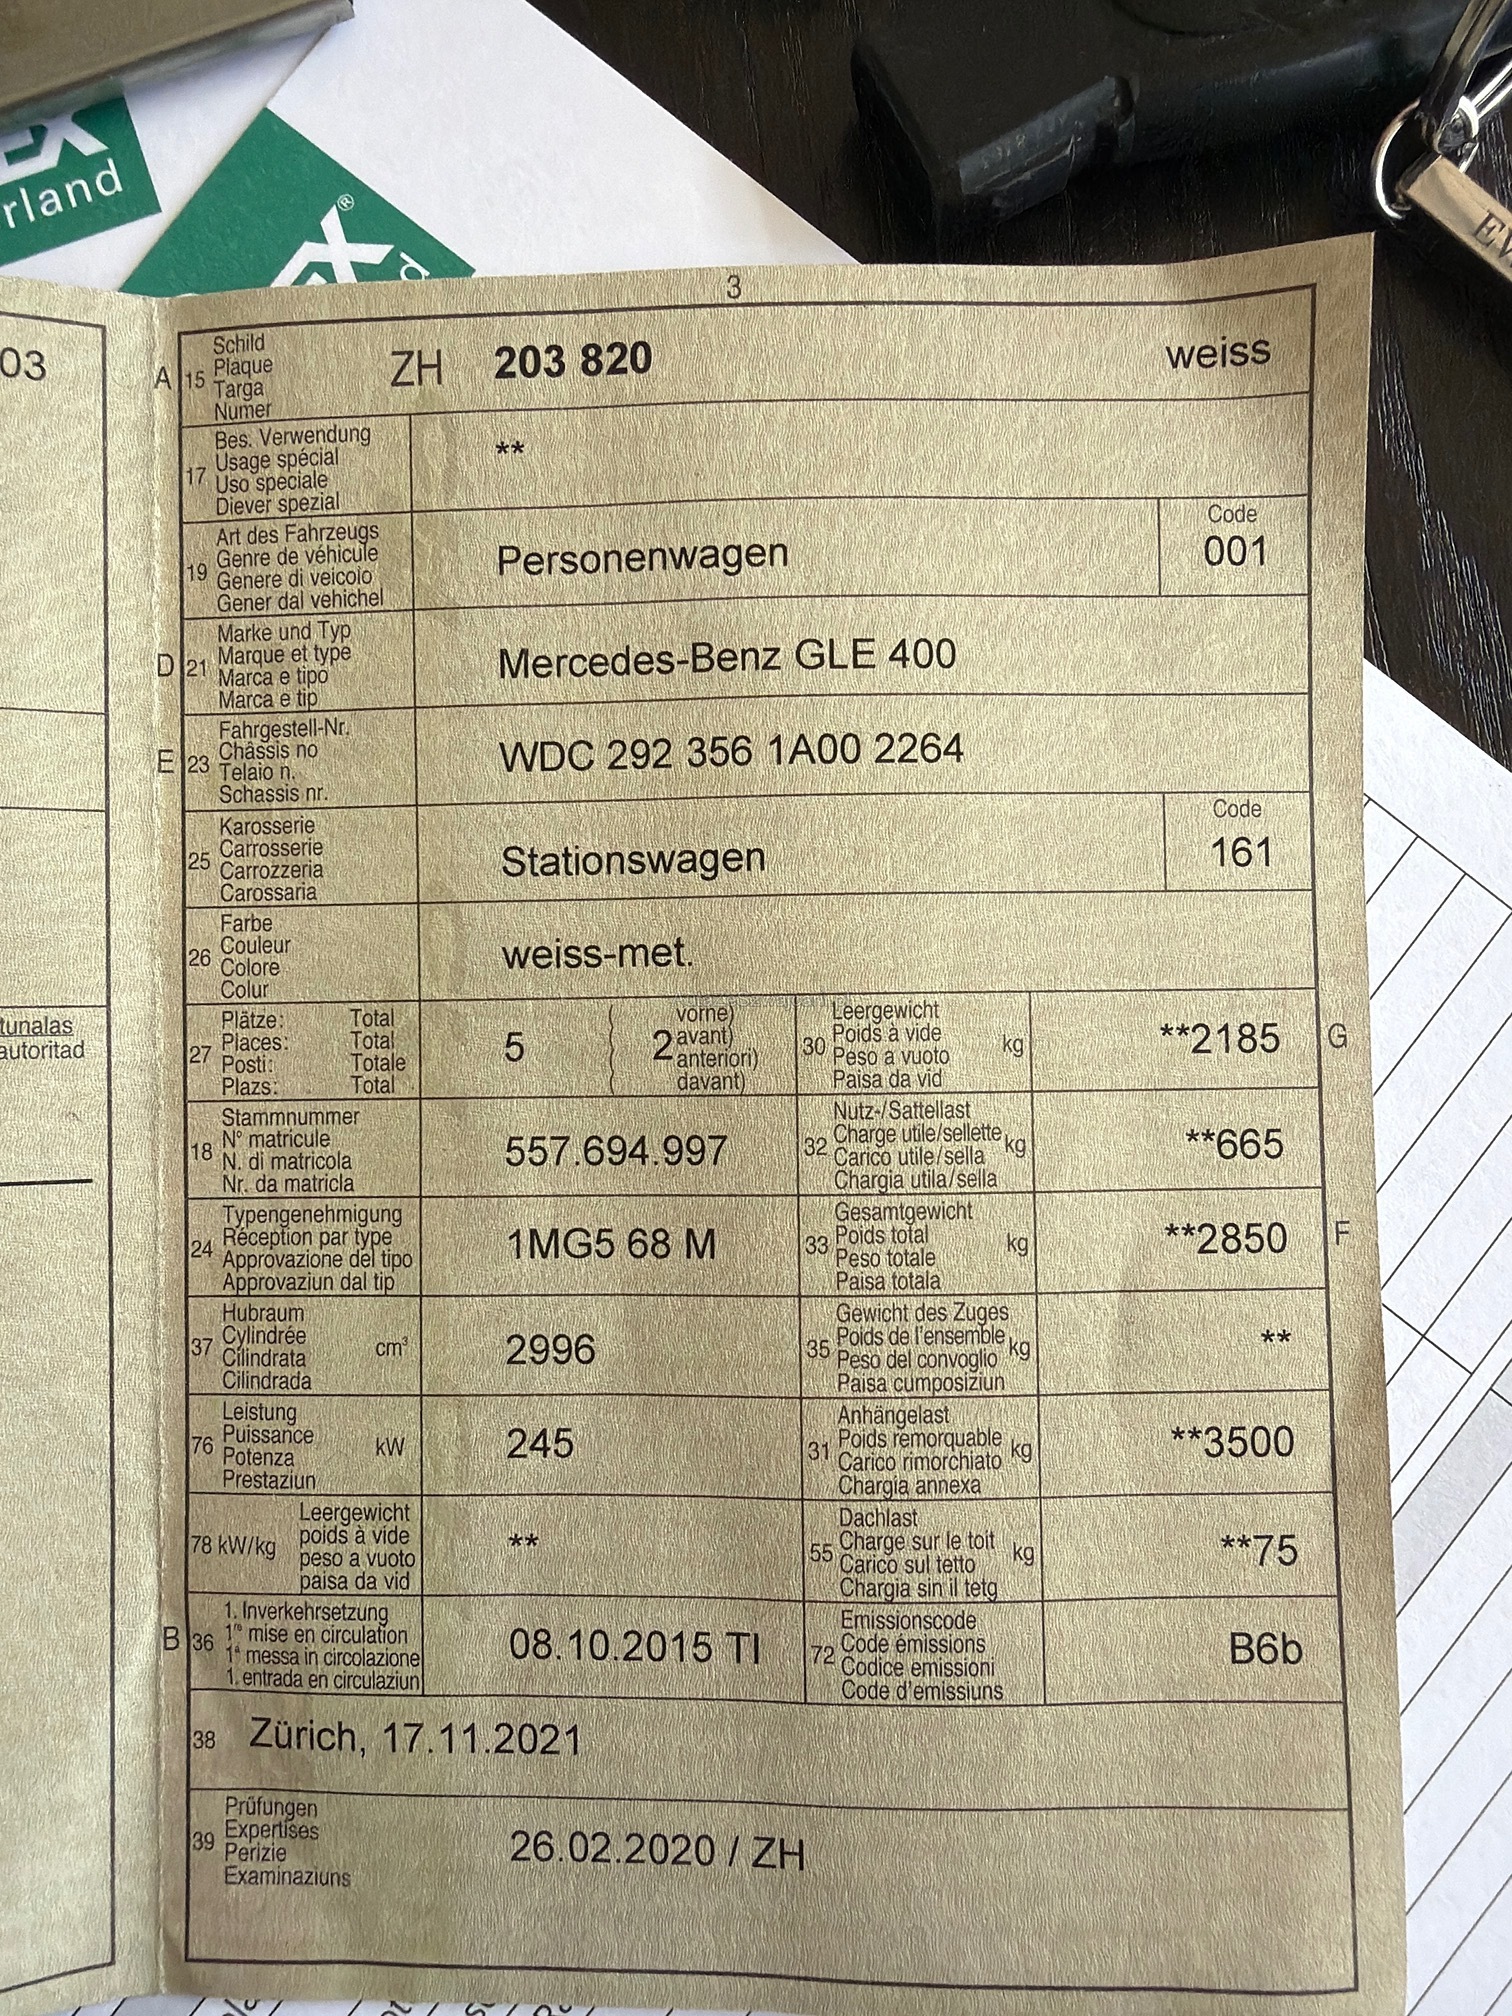 EX
rland
EX®
d
EV
03
tunalas
autoritad
3
A 15 Schild
Plaque
Targa
Numer
ZH 203 820 weiss
17 Bes. Verwendung
Usage spécial
Uso speciale
Diever spezial
**
19 Art des Fahrzeugs
Genre de véhicule
Genere di veicolo
Gener dal vehichel
Personenwagen
Code
001
D 21 Marke und Typ
Marque et type
Marca e tipo
Marca e tip
Mercedes-Benz GLE 400
E 23 Fahrgestell-Nr.
Châssis no
Telaio n.
Schassis nr.
WDC 292 356 1A00 2264
25 Karosserie
Carrosserie
Carrozzeria
Carossaria
Stationswagen
Code
161
26 Farbe
Couleur
Colore
Colur
weiss-met.
27 Plätze: Total
Places: Total
Posti: Totale
Plazs: Total
5
( 2 vorne)
( avant)
( anteriori)
( davant)
30 Leergewicht
Poids à vide
Peso a vuoto
Paisa da vid
kg
**2185 G
18 Stammnummer
N° matricule
N. di matricola
Nr. da matricla
557.694.997
32 Nutz-/Sattellast
Charge utile/sellette
Carico utile/sella
Chargia utila/sella
kg
**665
24 Typengenehmigung
Réception par type
Approvazione del tipo
Approvaziun dal tip
1MG5 68 M
33 Gesamtgewicht
Poids total
Peso totale
Paisa totala
kg
**2850 F
37 Hubraum
Cylindrée
Cilindrata
Cilindrada
cm³
2996
35 Gewicht des Zuges
Poids de l'ensemble
Peso del convoglio
Paisa cumposiziun
kg
**
76 Leistung
Puissance
Potenza
Prestaziun
kW
245
31 Anhängelast
Poids remorquable
Carico rimorchiato
Chargia annexa
kg
**3500
78 kW/kg Leergewicht
poids à vide
peso a vuoto
paisa da vid
**
55 Dachlast
Charge sur le toit
Carico sul tetto
Chargia sin il tetg
kg
**75
B 36 1. Inverkehrsetzung
1re mise en circulation
1a messa in circolazione
1. entrada en circulaziun
08.10.2015 TI
72 Emissionscode
Code émissions
Codice emissioni
Code d'emissiuns
B6b
38 Zürich, 17.11.2021
39 Prüfungen
Expertises
Perizie
Examinaziuns
26.02.2020 / ZH